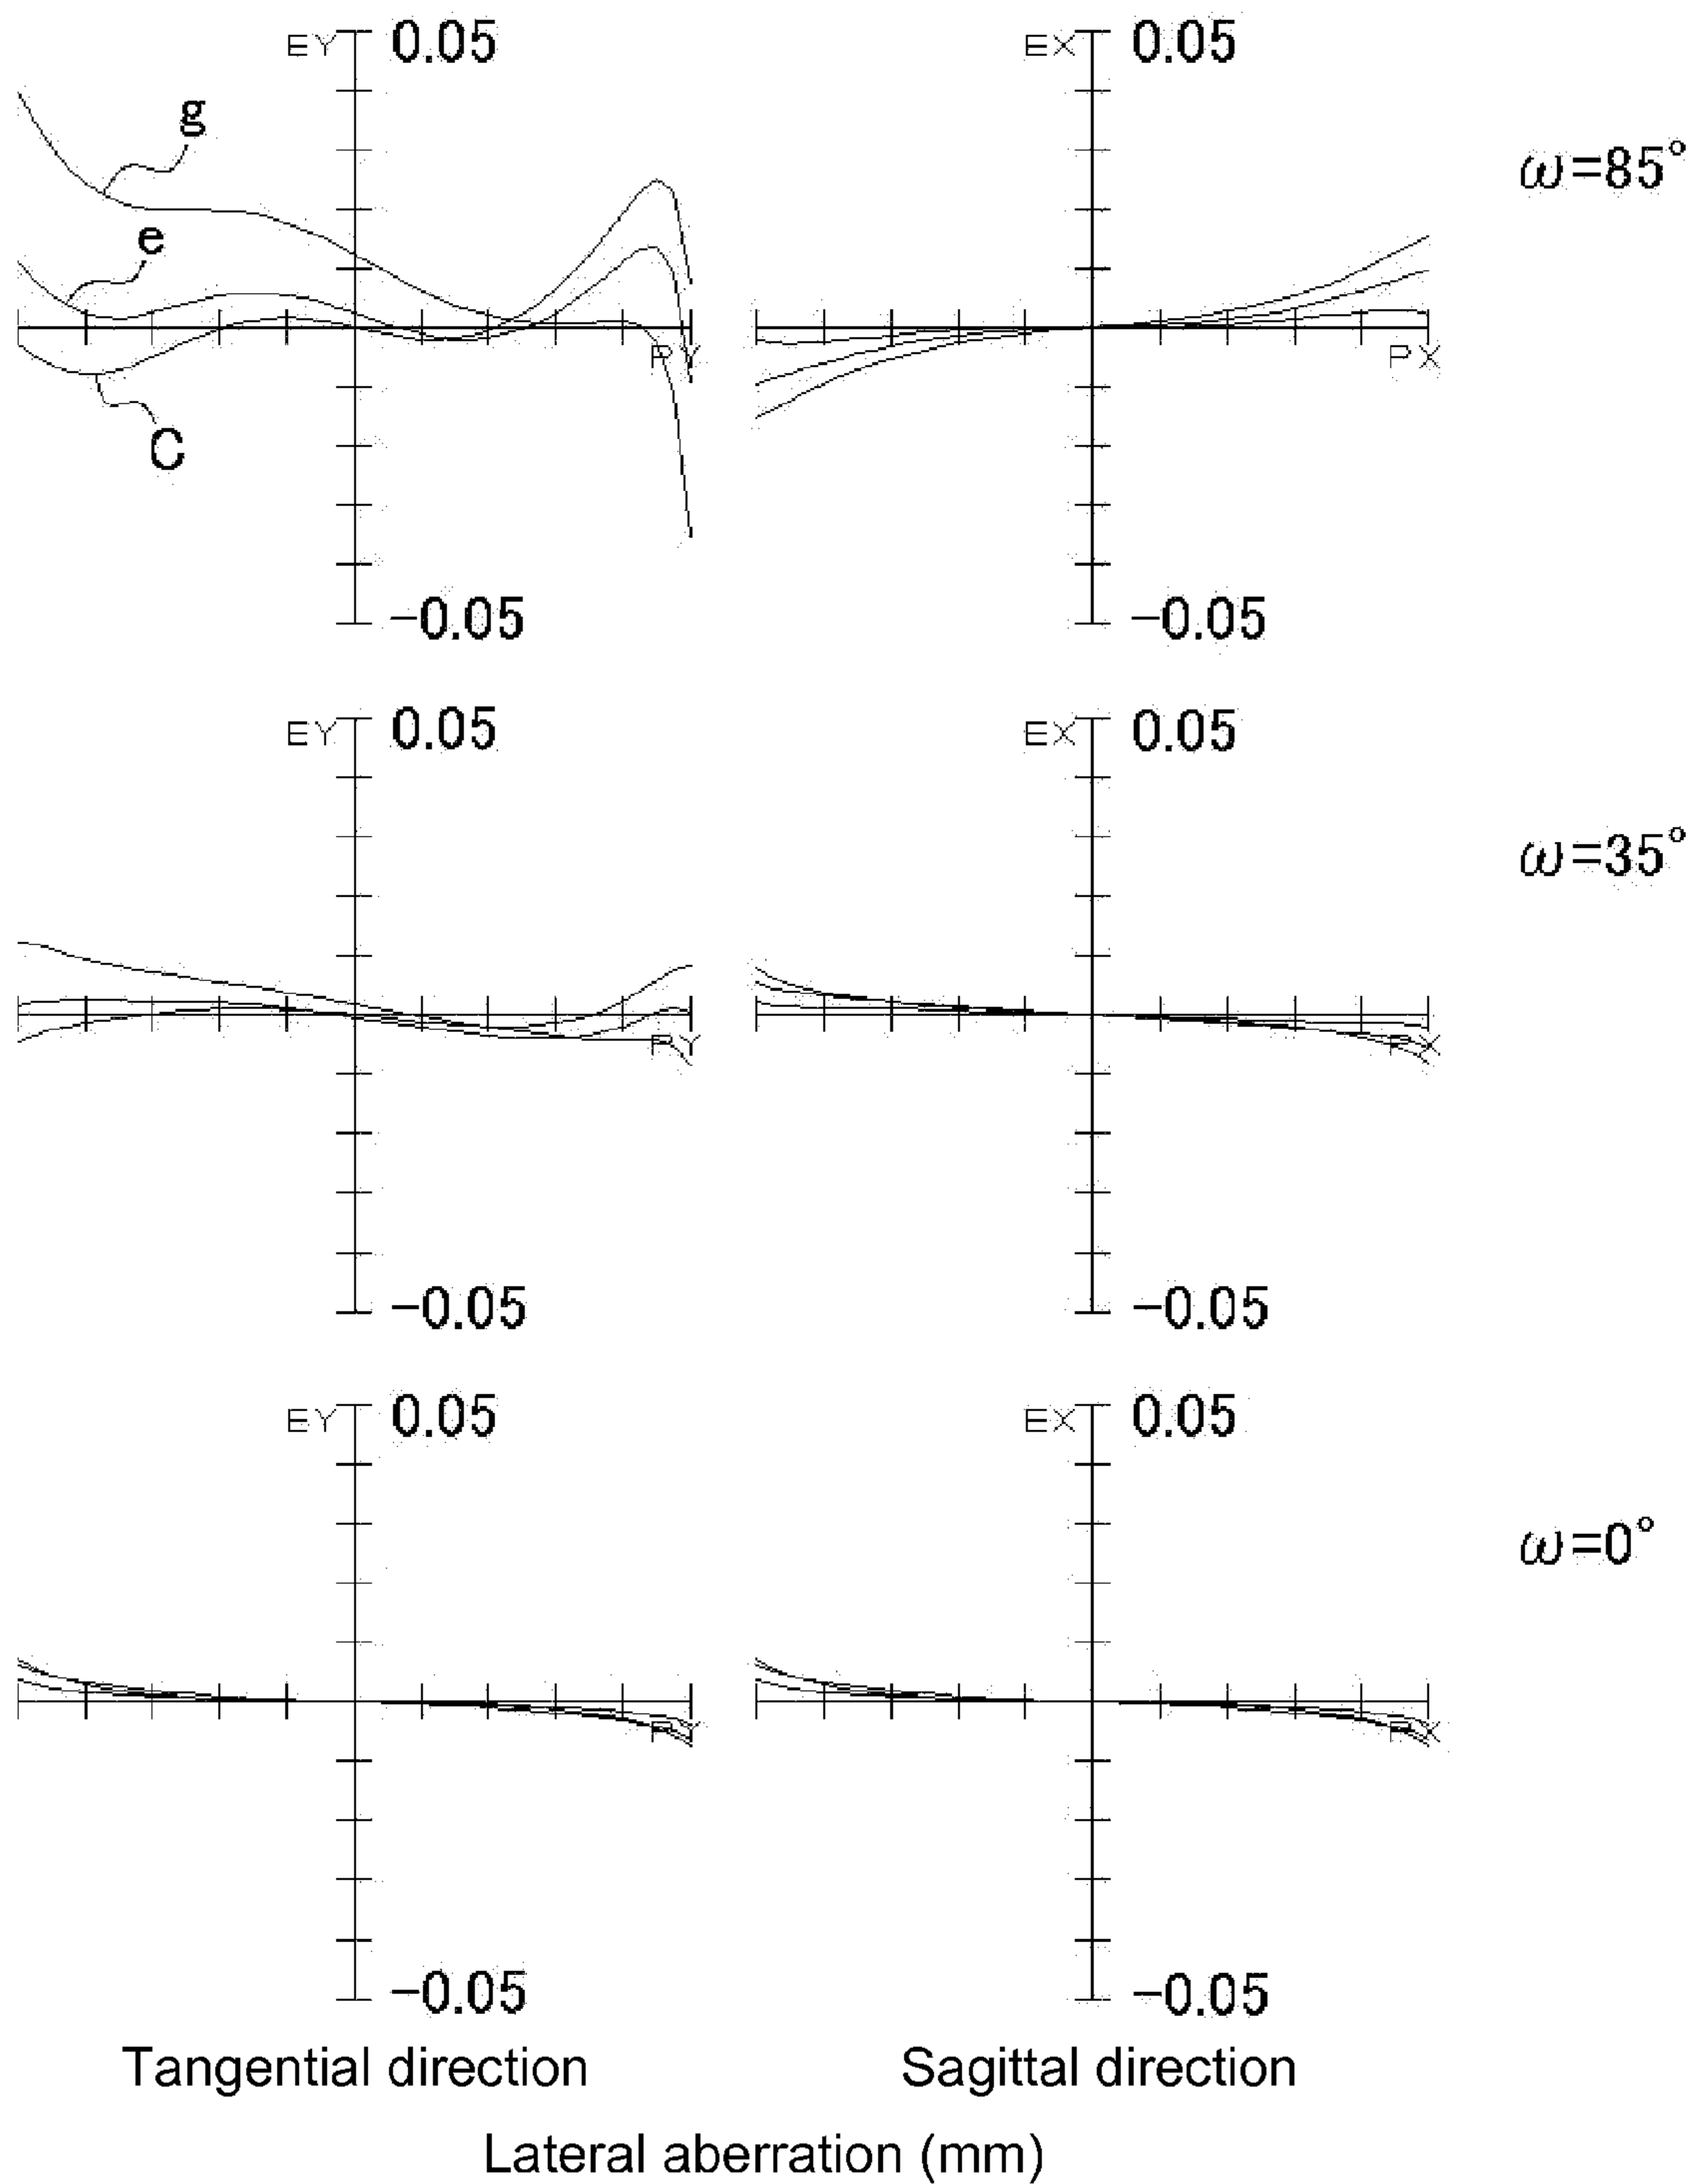 EY 0.05 EX 0.05
g
ω=85°
e
PY PX
C
−0.05 −0.05
EY 0.05 EX 0.05
ω=35°
PY PX
−0.05 −0.05
EY 0.05 EX 0.05
ω=0°
PY PX
−0.05 −0.05
Tangential direction Sagittal direction
Lateral aberration (mm)